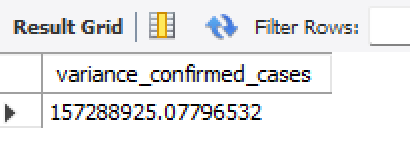 Result Grid Filter Rows:
variance_confirmed_cases
157288925.07796532